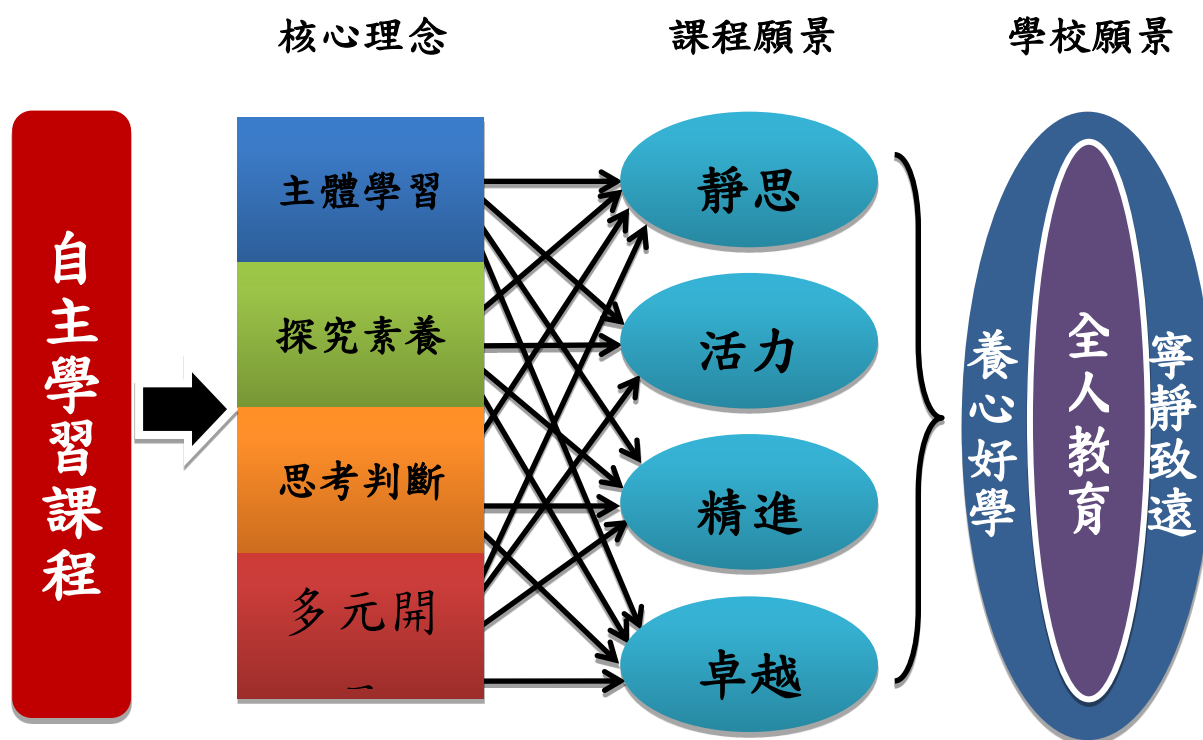 核心理念
課程願景
學校願景
自主學習課程
主體學習
探究素養
思考判斷
多元開
靜思
活力
精進
卓越
養心好學
全人教育
寧靜致遠